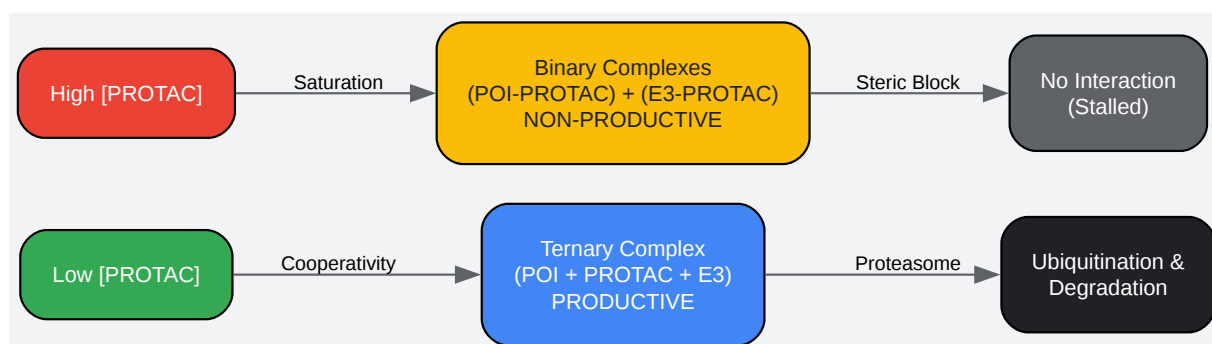 High [PROTAC]
Saturation
Binary Complexes
(POI-PROTAC) + (E3-PROTAC)
NON-PRODUCTIVE
Steric Block
No Interaction
(Stalled)
Low [PROTAC]
Cooperativity
Ternary Complex
(POI + PROTAC + E3)
PRODUCTIVE
Proteasome
Ubiquitination &
Degradation